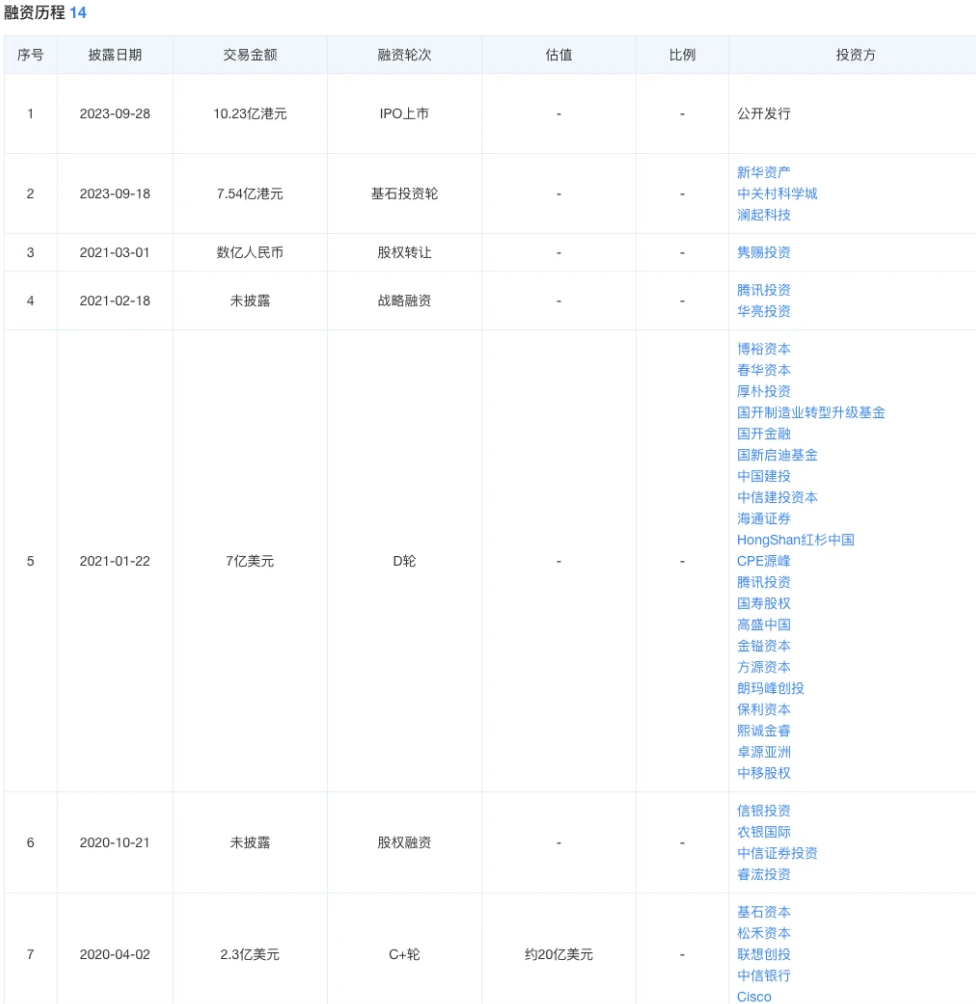 融资历程 14
序号 披露日期 交易金额 融资轮次 估值 比例 投资方
1 2023-09-28 10.23亿港元 IPO上市 - - 公开发行
2 2023-09-18 7.54亿港元 基石投资轮 - - 新华资产
中关村科学城
澜起科技
3 2021-03-01 数亿人民币 股权转让 - - 隽赐投资
4 2021-02-18 未披露 战略融资 - - 腾讯投资
华亮投资
5 2021-01-22 7亿美元 D轮 - - 博裕资本
春华资本
厚朴投资
国开制造业转型升级基金
国开金融
国新启迪基金
中国建投
中信建投资本
海通证券
HongShan红杉中国
CPE源峰
腾讯投资
国寿股权
高盛中国
金镒资本
方源资本
朗玛峰创投
保利资本
熙诚金睿
卓源亚洲
中移股权
6 2020-10-21 未披露 股权融资 - - 信银投资
农银国际
中信证券投资
睿浤投资
7 2020-04-02 2.3亿美元 C+轮 约20亿美元 - 基石资本
松禾资本
联想创投
中信银行
Cisco